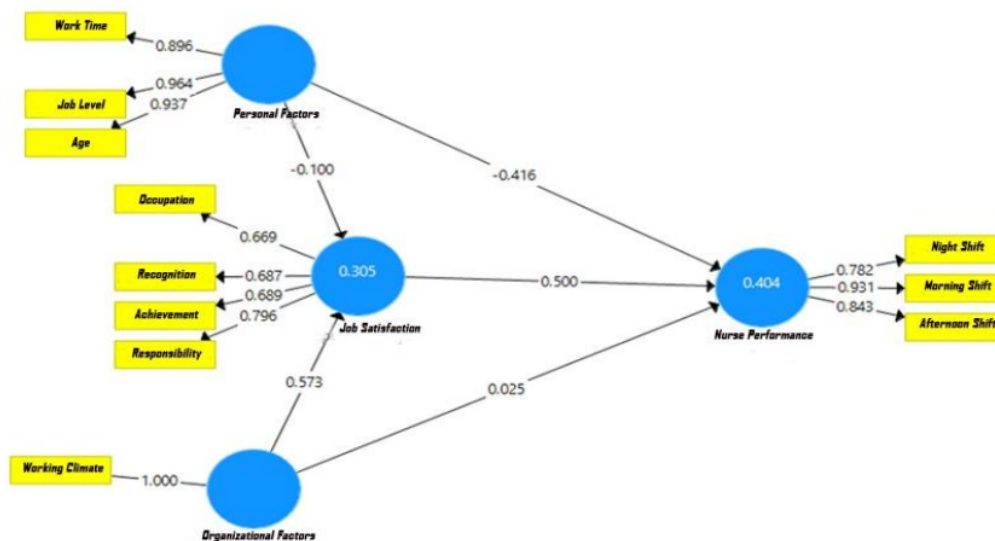 Work Time
0.896
0.964
Job Level
0.937
Age
Personal Factors
-0.100
-0.416
Occupation
0.669
Recognition
0.687
0.689
Achievement
0.796
Responsibility
0.305
Job Satisfaction
0.500
0.404
Nurse Performance
0.782
Night Shift
0.931
Morning Shift
0.843
Afternoon Shift
0.573
0.025
Working Climate
1.000
Organizational Factors